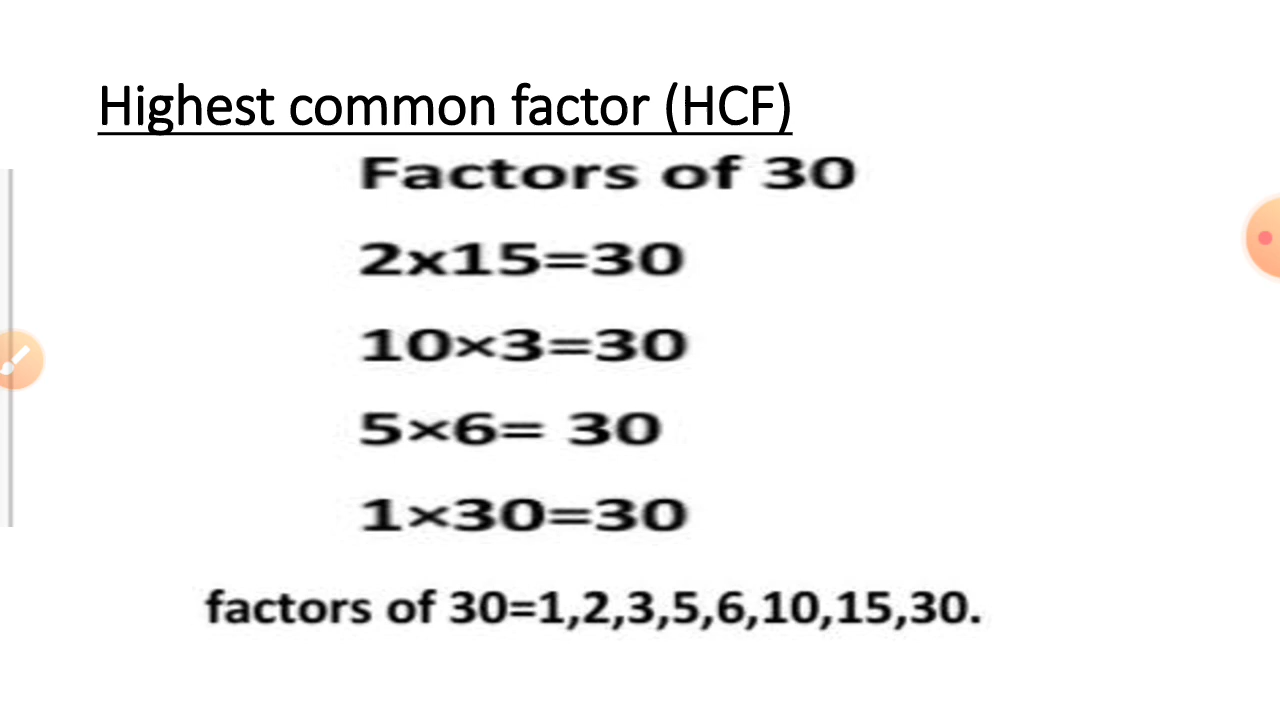 Highest common factor (HCF)
Factors of 30
2x15=30
10×3=30
5×6= 30
1×30=30
factors of 30=1,2,3,5,6,10,15,30.